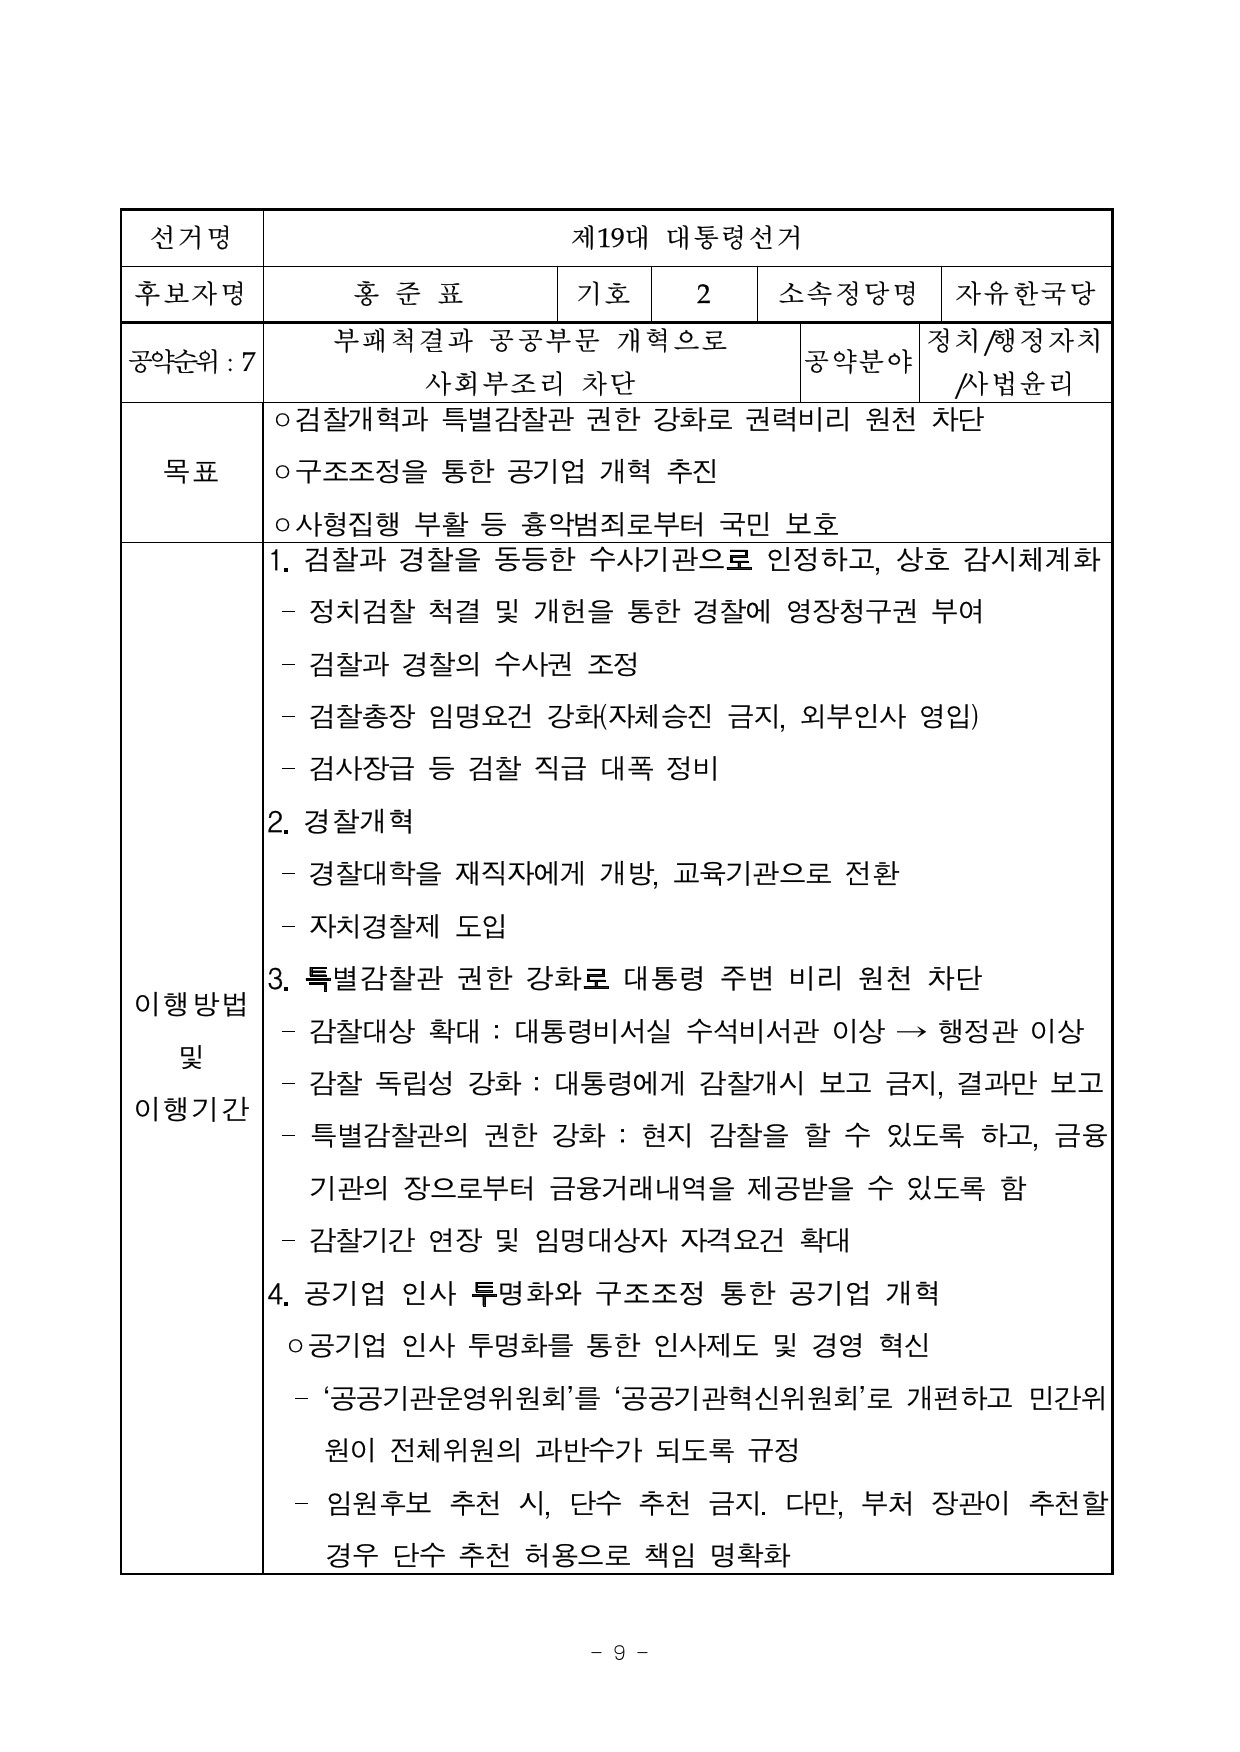 선거명 제19대 대통령선거
후보자명 홍 준 표 기호 2 소속정당명 자유한국당
공약순위 : 7 부패척결과 공공부문 개혁으로 사회부조리 차단 공약분야 정치/행정자치/사법윤리
목표
○검찰개혁과 특별감찰관 권한 강화로 권력비리 원천 차단
○구조조정을 통한 공기업 개혁 추진
○사형집행 부활 등 흉악범죄로부터 국민 보호
이행방법
및
이행기간
1. 검찰과 경찰을 동등한 수사기관으로 인정하고, 상호 감시체계화
- 정치검찰 척결 및 개헌을 통한 경찰에 영장청구권 부여
- 검찰과 경찰의 수사권 조정
- 검찰총장 임명요건 강화(자체승진 금지, 외부인사 영입)
- 검사장급 등 검찰 직급 대폭 정비
2. 경찰개혁
- 경찰대학을 재직자에게 개방, 교육기관으로 전환
- 자치경찰제 도입
3. 특별감찰관 권한 강화로 대통령 주변 비리 원천 차단
- 감찰대상 확대 : 대통령비서실 수석비서관 이상 → 행정관 이상
- 감찰 독립성 강화 : 대통령에게 감찰개시 보고 금지, 결과만 보고
- 특별감찰관의 권한 강화 : 현지 감찰을 할 수 있도록 하고, 금융
기관의 장으로부터 금융거래내역을 제공받을 수 있도록 함
- 감찰기간 연장 및 임명대상자 자격요건 확대
4. 공기업 인사 투명화와 구조조정 통한 공기업 개혁
○공기업 인사 투명화를 통한 인사제도 및 경영 혁신
- ‘공공기관운영위원회’를 ‘공공기관혁신위원회’로 개편하고 민간위
원이 전체위원의 과반수가 되도록 규정
- 임원후보 추천 시, 단수 추천 금지. 다만, 부처 장관이 추천할
경우 단수 추천 허용으로 책임 명확화
- 9 -